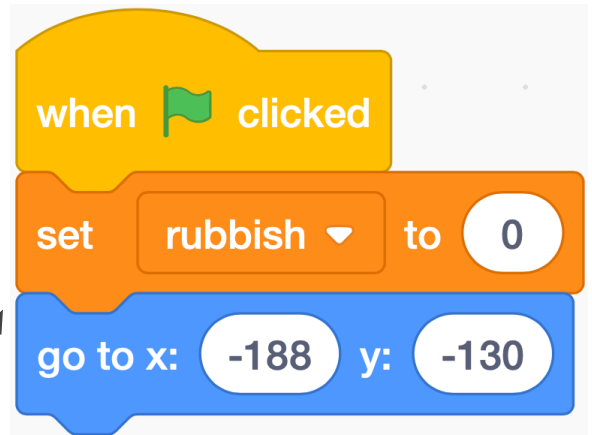 when clicked
set rubbish to 0
go to x: -188 y: -130